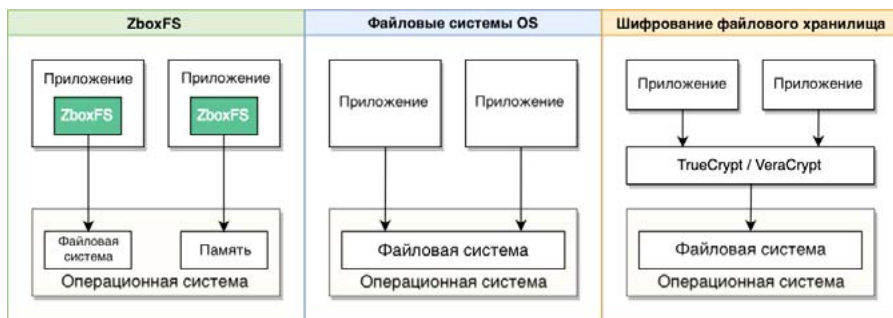 ZboxFS
Приложение
ZboxFS
Приложение
ZboxFS
Файловая
система
Память
Операционная система
Файловые системы OS
Приложение
Приложение
Файловая система
Операционная система
Шифрование файлового хранилища
Приложение
Приложение
TrueCrypt / VeraCrypt
Файловая система
Операционная система